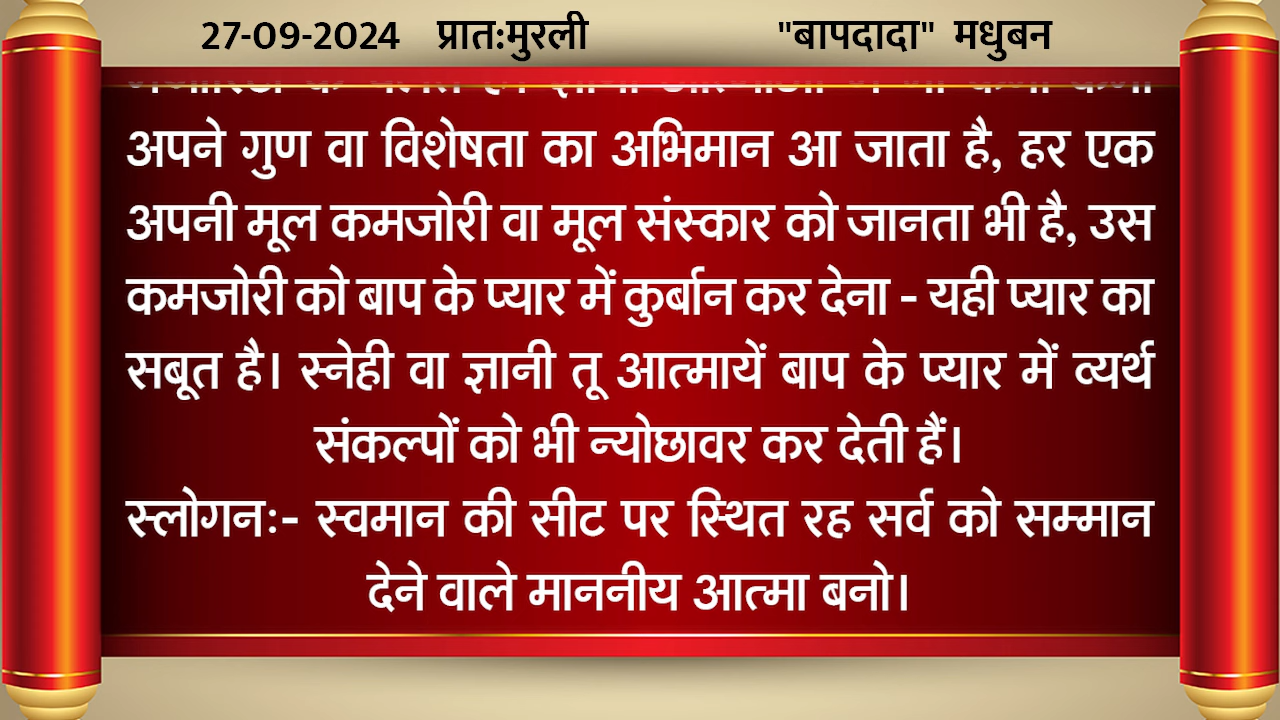 27-09-2024 प्रात:मुरली "बापदादा" मधुबन
अपने गुण वा विशेषता का अभिमान आ जाता है, हर एक
अपनी मूल कमजोरी वा मूल संस्कार को जानता भी है, उस
कमजोरी को बाप के प्यार में कुर्बान कर देना - यही प्यार का
सबूत है। स्नेही वा ज्ञानी तू आत्मायें बाप के प्यार में व्यर्थ
संकल्पों को भी न्योछावर कर देती हैं।
स्लोगनः- स्वमान की सीट पर स्थित रह सर्व को सम्मान
देने वाले माननीय आत्मा बनो।